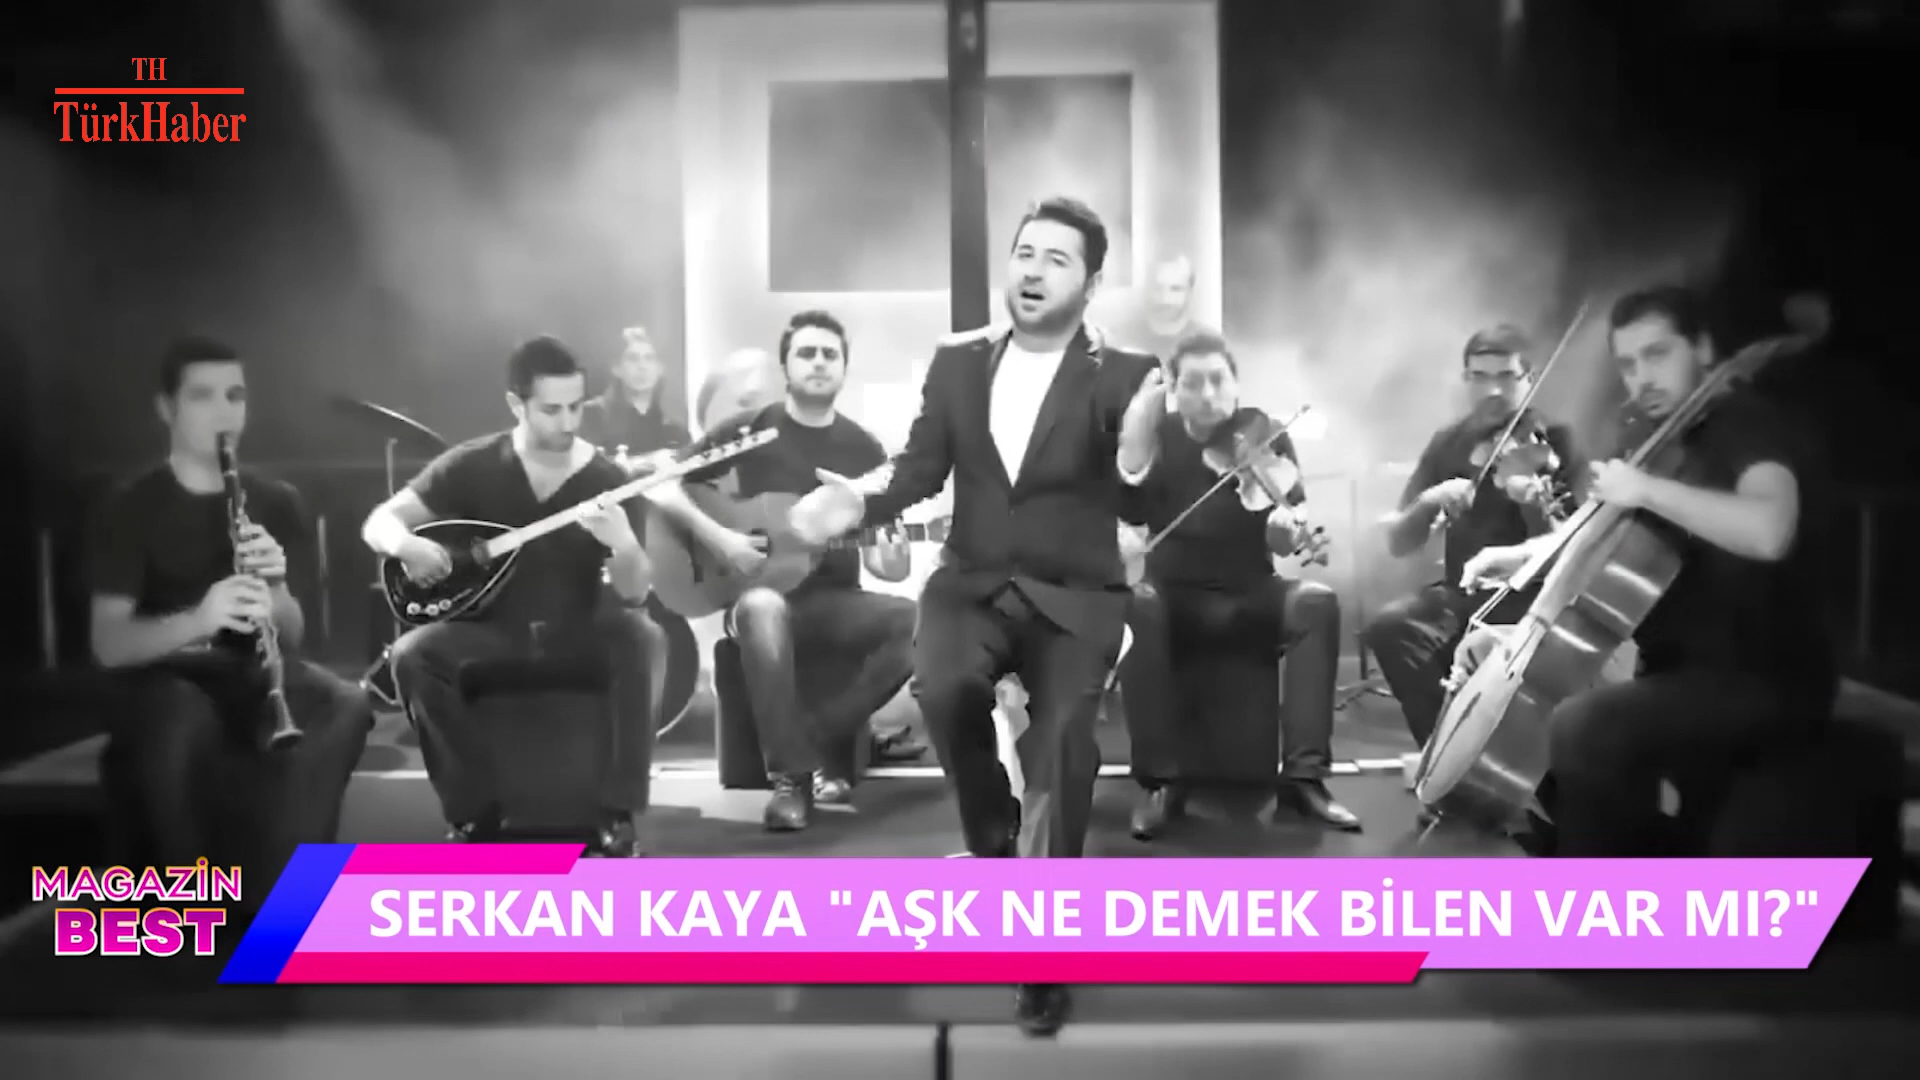 TH
TürkHaber
MAGAZİN
BEST
SERKAN KAYA "AŞK NE DEMEK BİLEN VAR MI?"